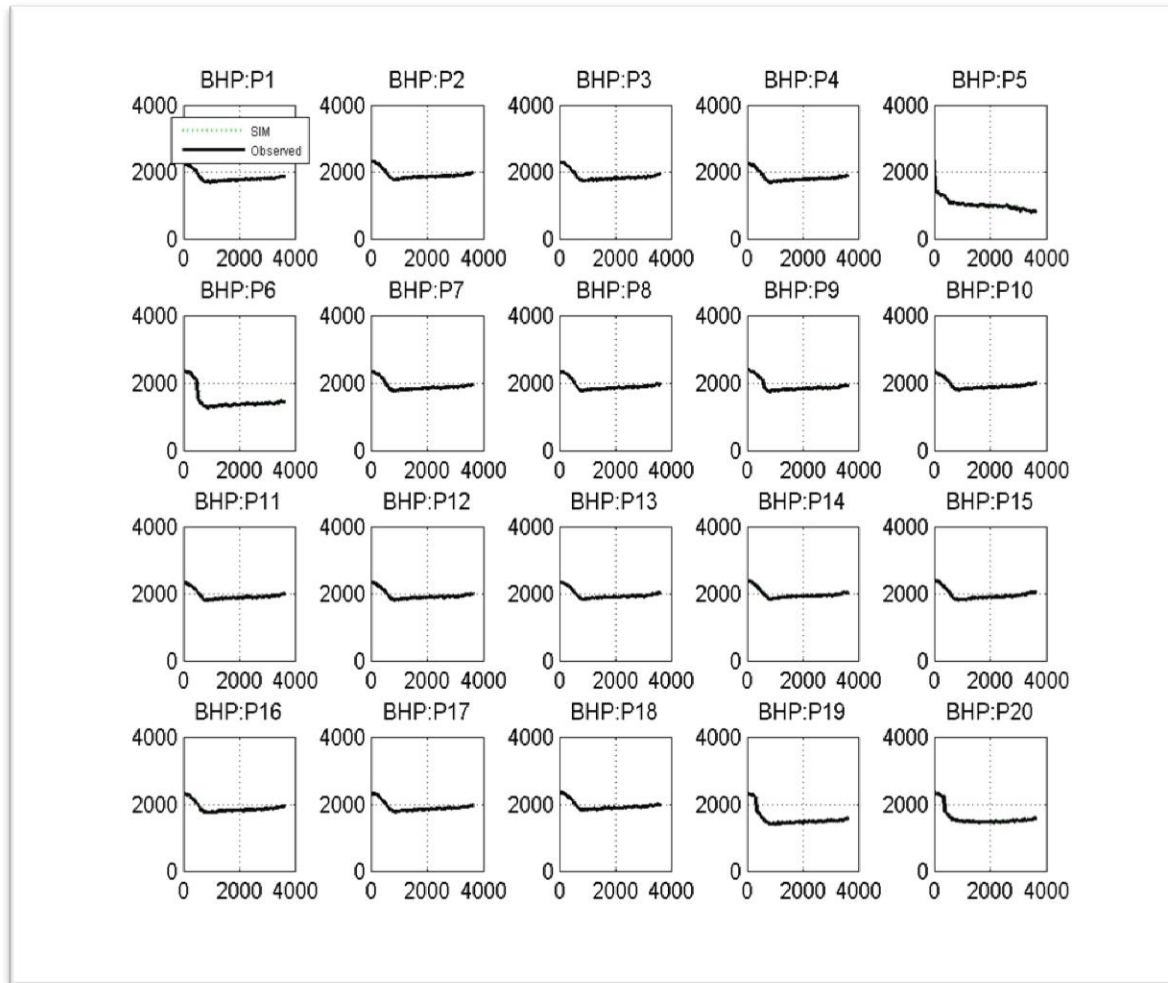 BHP:P1 BHP:P2 BHP:P3 BHP:P4 BHP:P5
4000 4000 4000 4000 4000
SIM
Observed
2000 2000 2000 2000 2000
0 0 0 0 0
0 2000 4000 0 2000 4000 0 2000 4000 0 2000 4000 0 2000 4000
BHP:P6 BHP:P7 BHP:P8 BHP:P9 BHP:P10
4000 4000 4000 4000 4000
2000 2000 2000 2000 2000
0 0 0 0 0
0 2000 4000 0 2000 4000 0 2000 4000 0 2000 4000 0 2000 4000
BHP:P11 BHP:P12 BHP:P13 BHP:P14 BHP:P15
4000 4000 4000 4000 4000
2000 2000 2000 2000 2000
0 0 0 0 0
0 2000 4000 0 2000 4000 0 2000 4000 0 2000 4000 0 2000 4000
BHP:P16 BHP:P17 BHP:P18 BHP:P19 BHP:P20
4000 4000 4000 4000 4000
2000 2000 2000 2000 2000
0 0 0 0 0
0 2000 4000 0 2000 4000 0 2000 4000 0 2000 4000 0 2000 4000